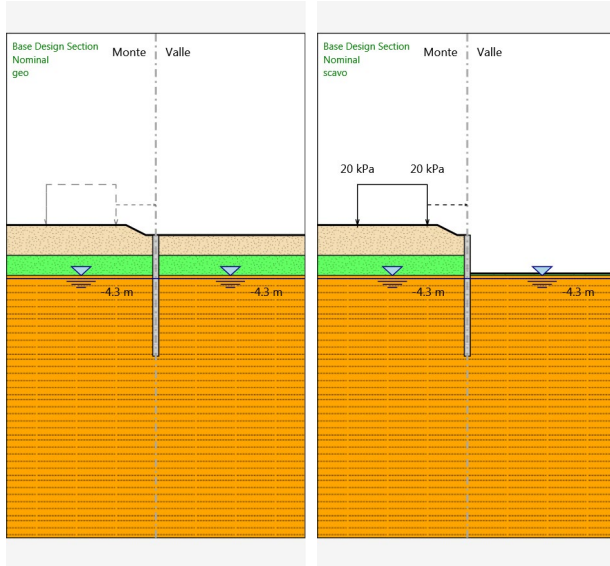 Base Design Section
Nominal
geo
Monte
Valle
-4.3 m
-4.3 m
Base Design Section
Nominal
scavo
Monte
Valle
20 kPa
20 kPa
-4.3 m
-4.3 m